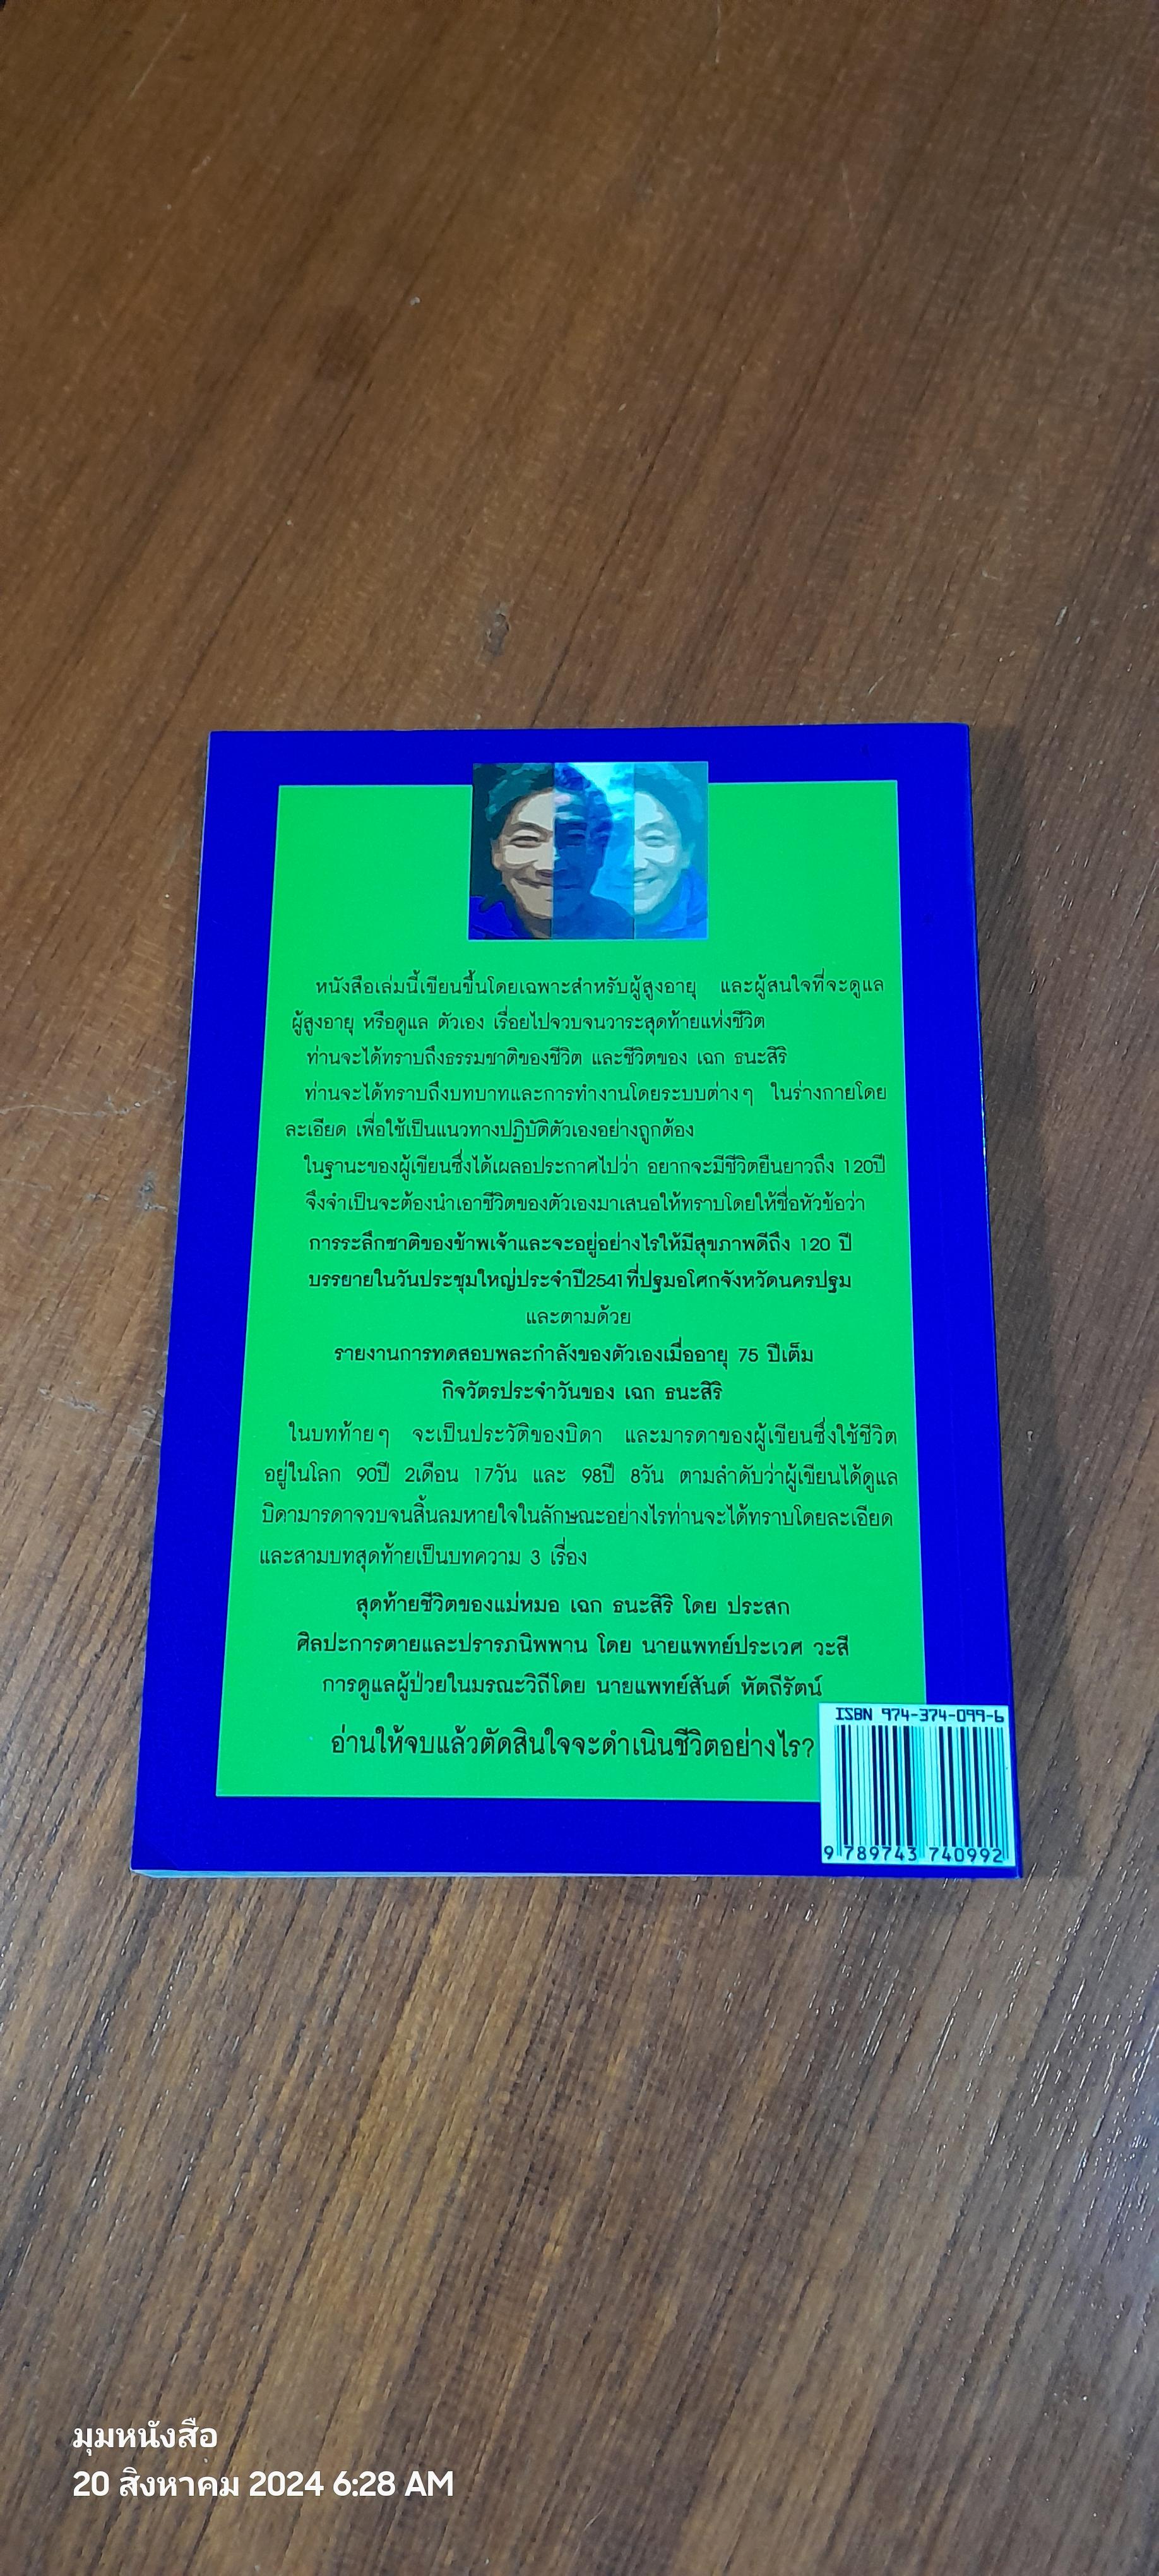 หนังสือเล่มนี้เขียนขึ้นโดยเฉพาะสำหรับผู้สูงอายุ และผู้สนใจที่จะดูแล
ผู้สูงอายุ หรือดูแล ตัวเอง เรื่อยไปจวบจนวาระสุดท้ายแห่งชีวิต
ท่านจะได้ทราบถึงธรรมชาติของชีวิต และชีวิตของ เฉก ธนะสิริ
ท่านจะได้ทราบถึงบทบาทและการทำงานโดยระบบต่างๆ ในร่างกายโดย
ละเอียด เพื่อใช้เป็นแนวทางปฏิบัติตัวเองอย่างถูกต้อง
ในฐานะของผู้เขียนซึ่งได้เผลอประกาศไปว่า อยากจะมีชีวิตยืนยาวถึง 120ปี
จึงจำเป็นจะต้องนำเอาชีวิตของตัวเองมาเสนอให้ทราบโดยให้ชื่อหัวข้อว่า
การระลึกชาติของข้าพเจ้าและจะอยู่อย่างไรให้มีสุขภาพดีถึง 120 ปี
บรรยายในวันประชุมใหญ่ประจำปี2541ที่ปฐมอโศกจังหวัดนครปฐม
และตามด้วย
รายงานการทดสอบพละกำลังของตัวเองเมื่ออายุ 75 ปีเต็ม
กิจวัตรประจำวันของ เฉก ธนะสิริ
ในบทท้ายๆ จะเป็นประวัติของบิดา และมารดาของผู้เขียนซึ่งใช้ชีวิต
อยู่ในโลก 90ปี 2เดือน 17วัน และ 98ปี 8วัน ตามลำดับว่าผู้เขียนได้ดูแล
บิดามารดาจวบจนสิ้นลมหายใจในลักษณะอย่างไรท่านจะได้ทราบโดยละเอียด
และสามบทสุดท้ายเป็นบทความ 3 เรื่อง
สุดท้ายชีวิตของแม่หมอ เฉก ธนะสิริ โดย ประสก
ศิลปะการตายและปรารภนิพพาน โดย นายแพทย์ประเวศ วะสี
การดูแลผู้ป่วยในมรณะวิถีโดย นายแพทย์สันต์ หัตถีรัตน์
อ่านให้จบแล้วตัดสินใจจะดำเนินชีวิตอย่างไร?
ISBN 974-374-099-6
9 789743 740992
มุมหนังสือ
20 สิงหาคม 2024 6:28 AM